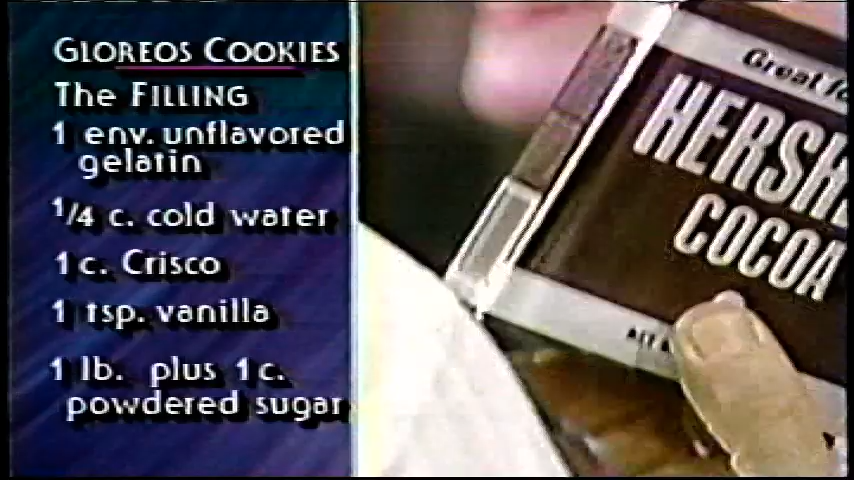 GLOREOS COOKIES
The FILLING
1 env. unflavored
gelatin
1/4 c. cold water
1 c. Crisco
1 tsp. vanilla
1 lb. plus 1 c.
powdered sugar
Great
HERSH
COCOA